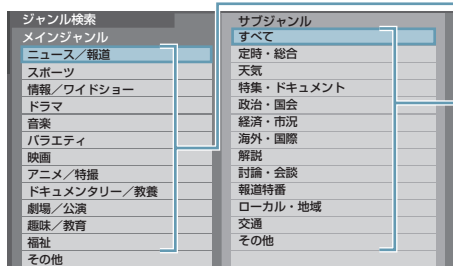 ジャンル検索
メインジャンル
ニュース／報道
スポーツ
情報／ワイドショー
ドラマ
音楽
バラエティ
映画
アニメ／特撮
ドキュメンタリー／教養
劇場／公演
趣味／教育
福祉
その他
サブジャンル
すべて
定時・総合
天気
特集・ドキュメント
政治・国会
経済・市況
海外・国際
解説
討論・会談
報道特番
ローカル・地域
交通
その他